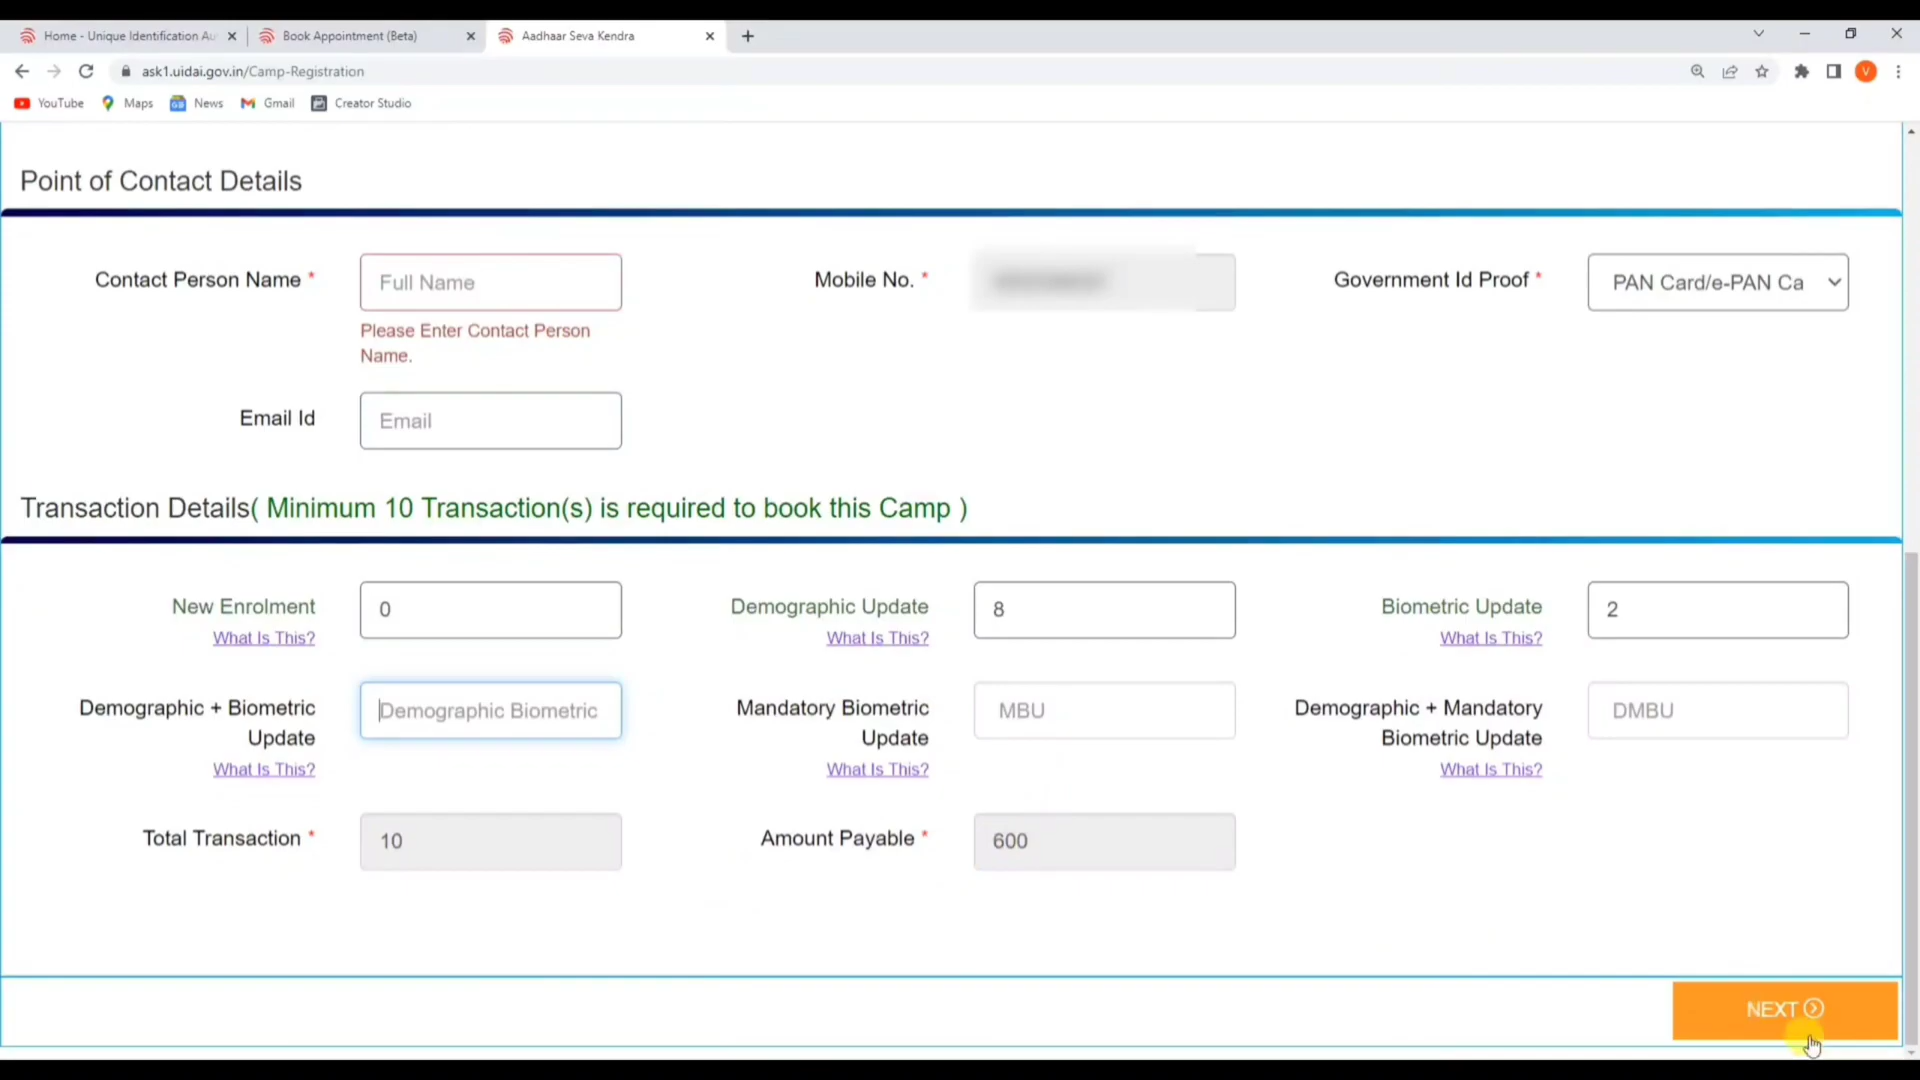 Home - Unique Identification Au
Book Appointment (Beta)
Aadhaar Seva Kendra
ask1.uidai.gov.in/Camp-Registration
V
YouTube
Maps
News
Gmail
Creator Studio
Point of Contact Details
Contact Person Name *
Full Name
Mobile No. *
Government Id Proof *
PAN Card/e-PAN Ca
Please Enter Contact Person
Name.
Email Id
Email
Transaction Details( Minimum 10 Transaction(s) is required to book this Camp )
New Enrolment
What Is This?
0
Demographic Update
What Is This?
8
Biometric Update
What Is This?
2
Demographic + Biometric
Update
What Is This?
Demographic Biometric
Mandatory Biometric
Update
What Is This?
MBU
Demographic + Mandatory
Biometric Update
What Is This?
DMBU
Total Transaction *
10
Amount Payable *
600
NEXT